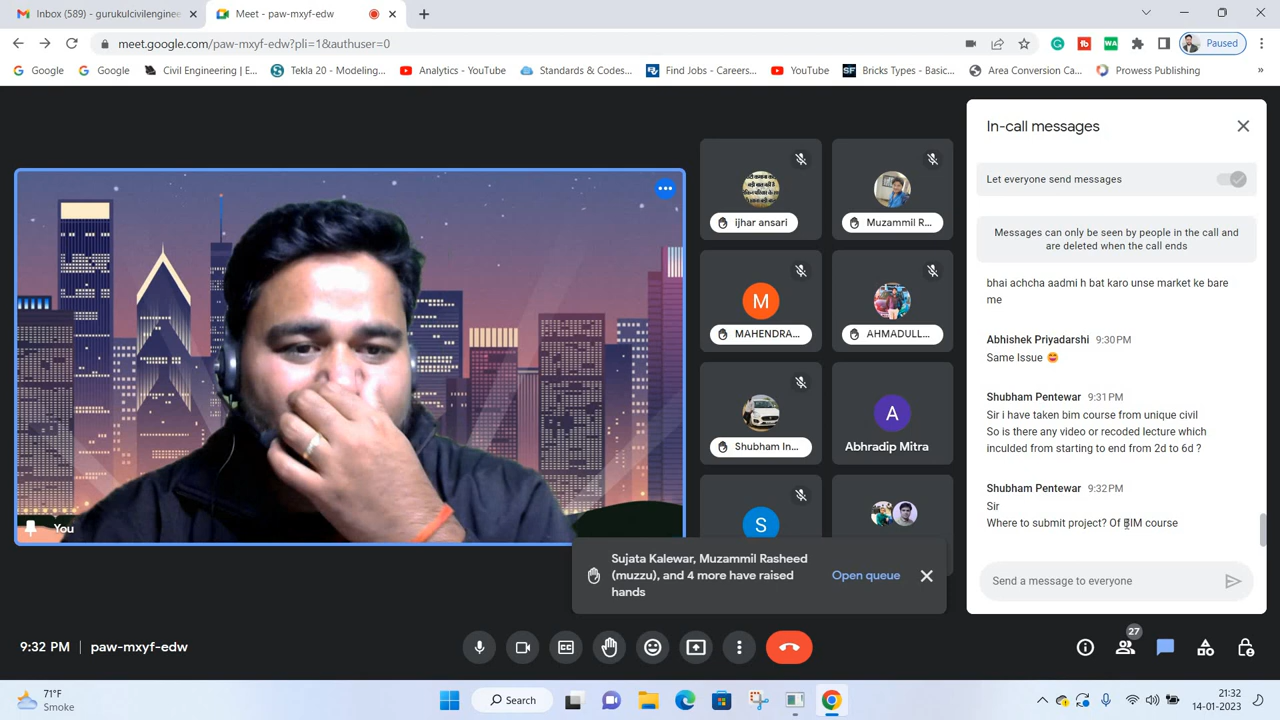 Inbox (589) - gurukulcivilenginee
Meet - paw-mxyf-edw
meet.google.com/paw-mxyf-edw?pli=1&authuser=0
Paused
Google
Google
Civil Engineering | E...
Tekla 20 - Modeling...
Analytics - YouTube
Standards & Codes...
Find Jobs - Careers...
YouTube
Bricks Types - Basic...
Area Conversion Ca...
Prowess Publishing
You
ijhar ansari
Muzammil R...
M
MAHENDRA...
AHMADULL...
Shubham In...
A
Abhradip Mitra
S
In-call messages
Let everyone send messages
Messages can only be seen by people in the call and
are deleted when the call ends
bhai achcha aadmi h bat karo unse market ke bare
me
Abhishek Priyadarshi 9:30 PM
Same Issue 😄
Shubham Pentewar 9:31 PM
Sir i have taken bim course from unique civil
So is there any video or recoded lecture which
inculded from starting to end from 2d to 6d ?
Shubham Pentewar 9:32 PM
Sir
Where to submit project? Of BIM course
Send a message to everyone
Sujata Kalewar, Muzammil Rasheed
(muzzu), and 4 more have raised
hands
Open queue
9:32 PM
paw-mxyf-edw
27
71°F
Smoke
Search
21:32
14-01-2023